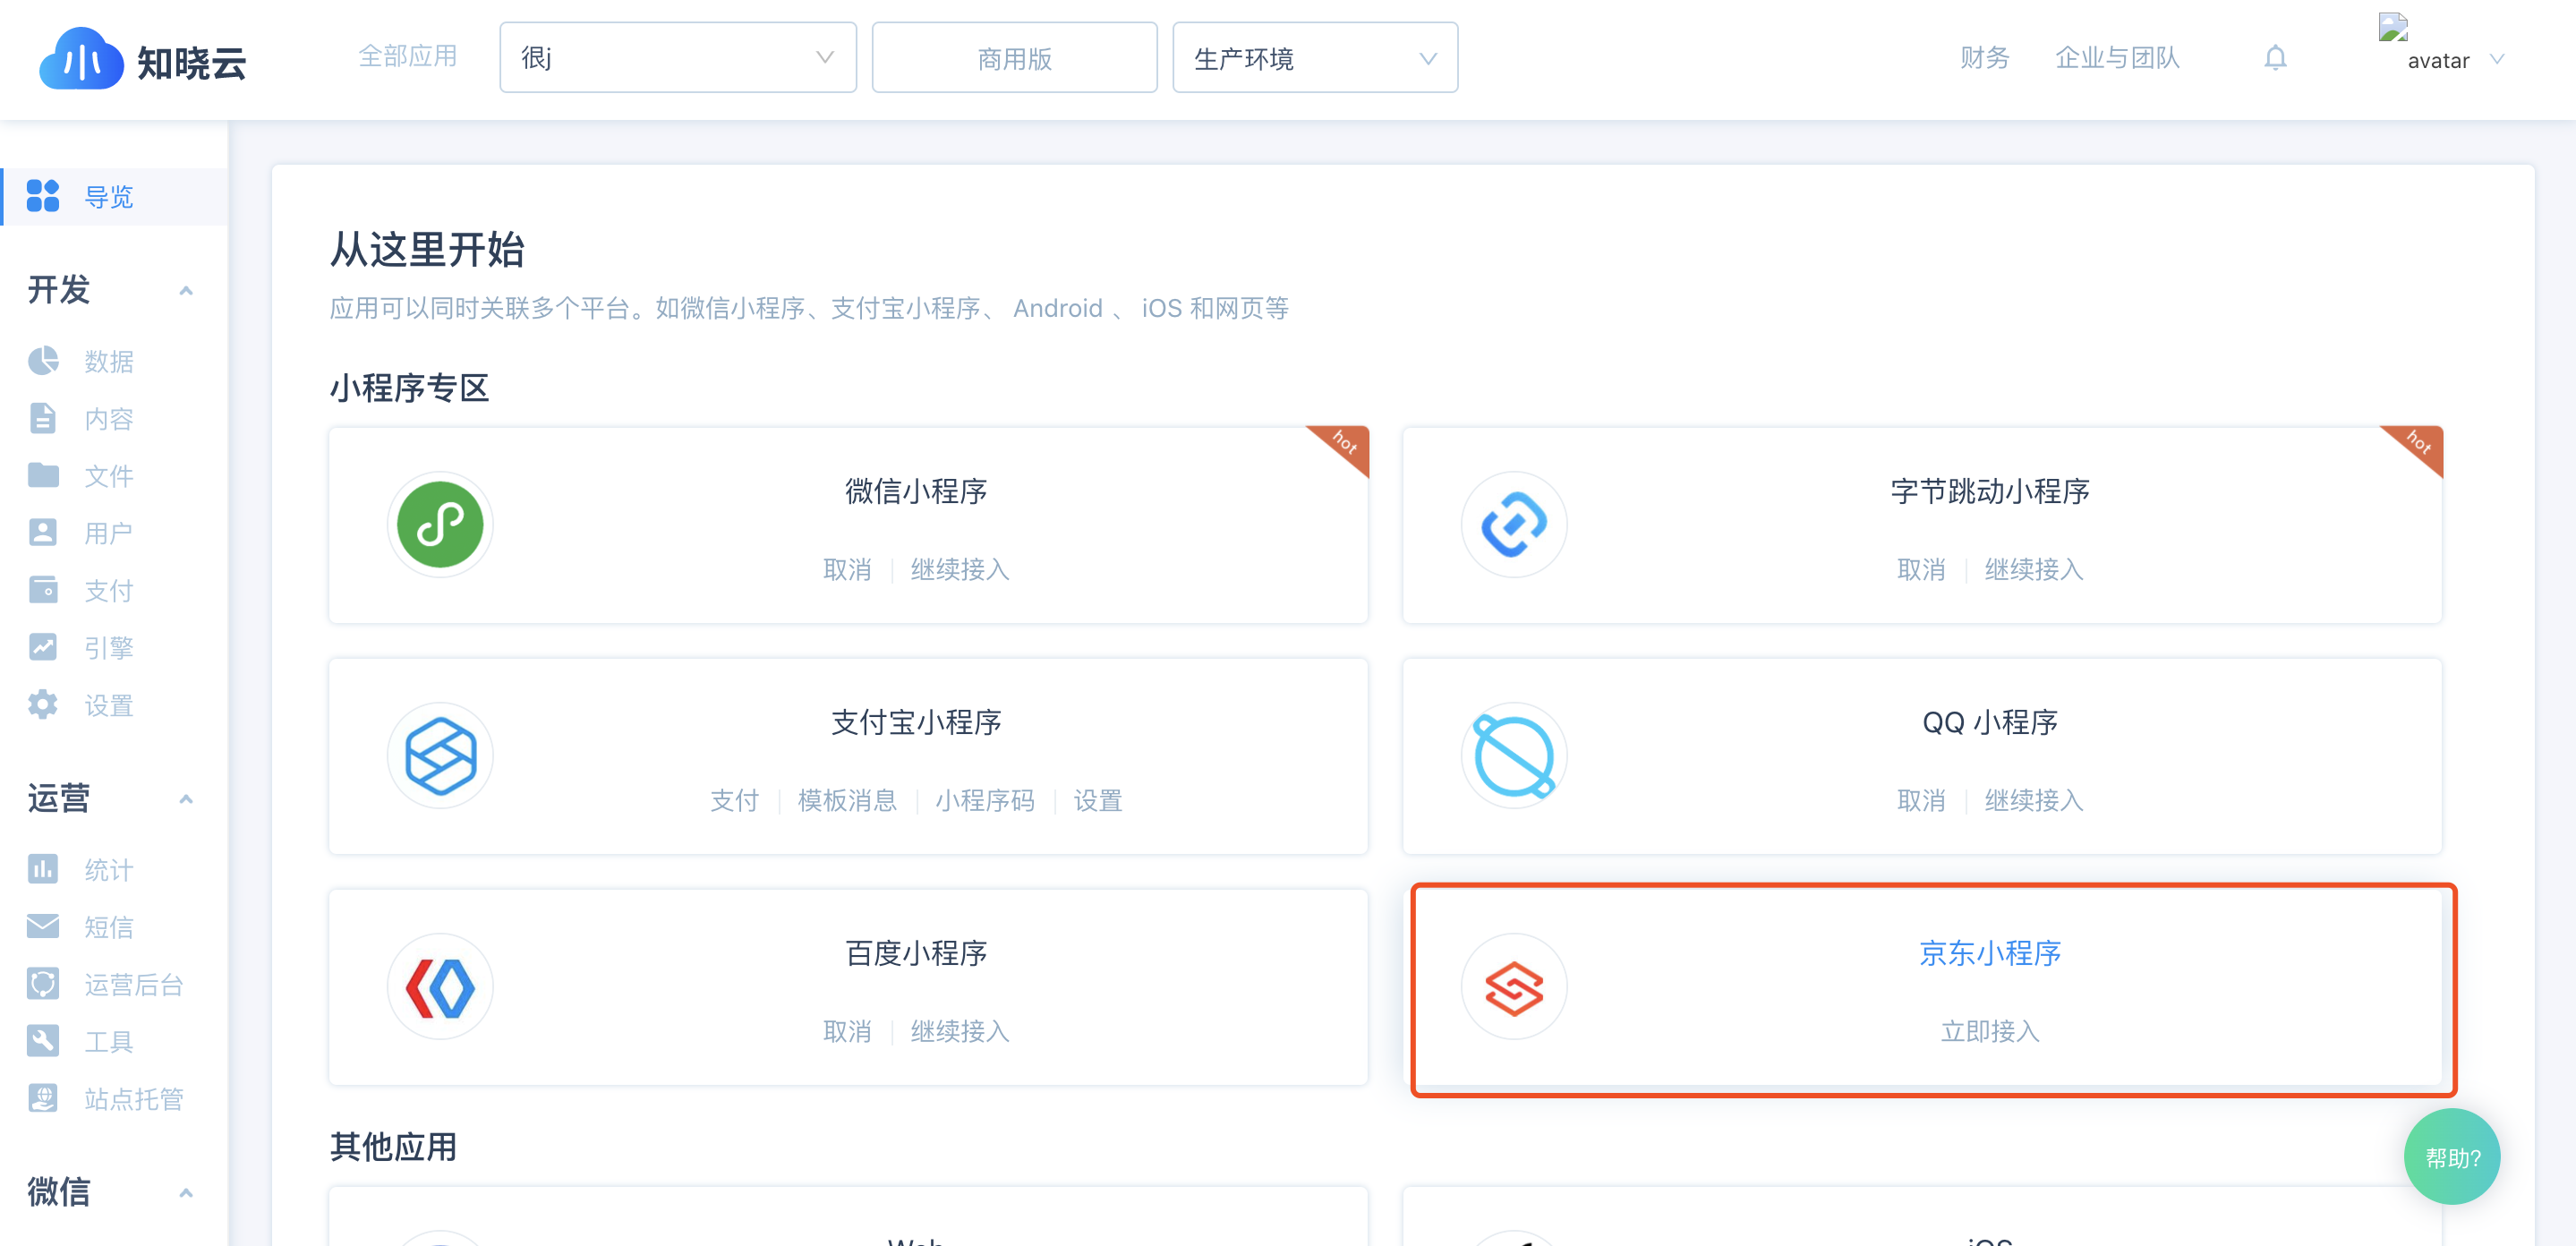 小 知晓云
全部应用
很j
商用版
生产环境
财务
企业与团队
avatar
导览
开发
数据
内容
文件
用户
支付
引擎
设置
运营
统计
短信
运营后台
工具
站点托管
微信
从这里开始
应用可以同时关联多个平台。如微信小程序、支付宝小程序、 Android 、 iOS 和网页等
小程序专区
hot
微信小程序
取消 | 继续接入
hot
字节跳动小程序
取消 | 继续接入
支付宝小程序
支付 | 模板消息 | 小程序码 | 设置
QQ 小程序
取消 | 继续接入
百度小程序
取消 | 继续接入
京东小程序
立即接入
其他应用
Web
iOS
帮助?